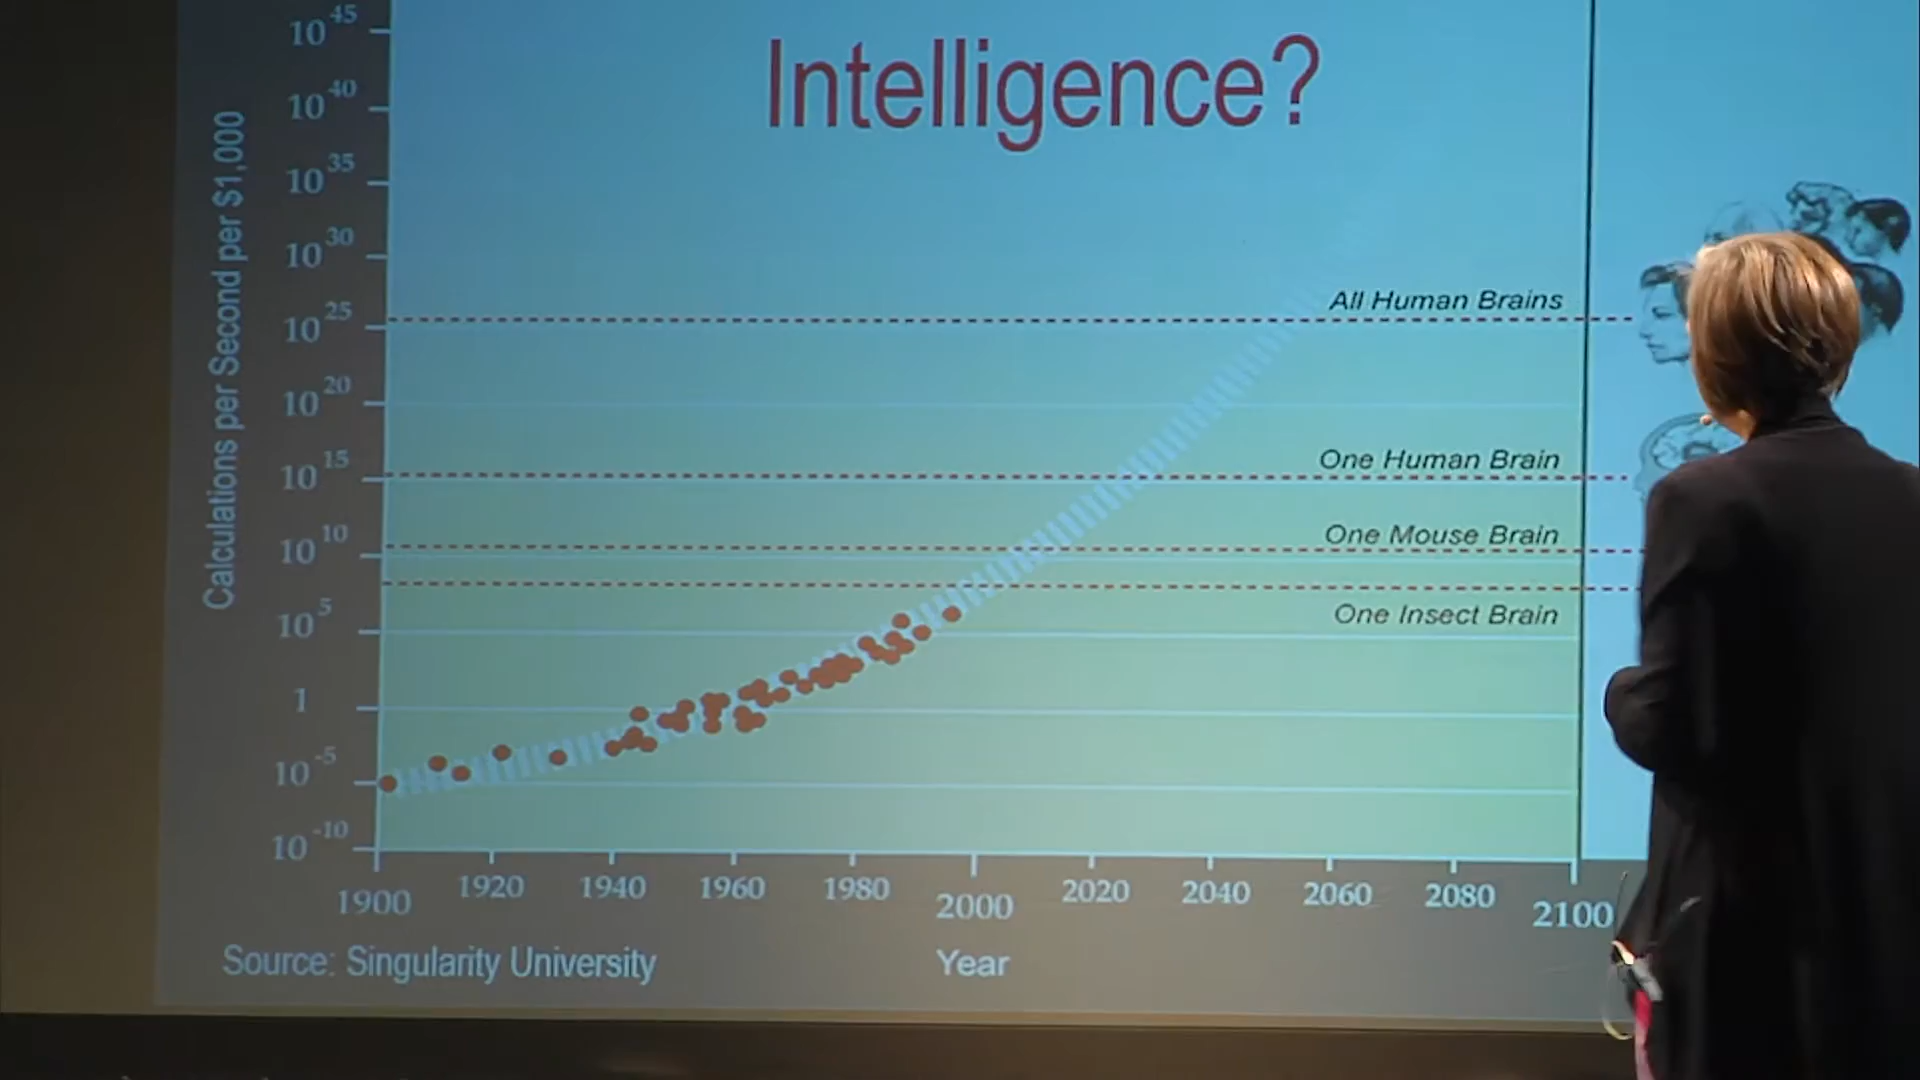 Intelligence?
Calculations per Second per $1,000
10^45
10^40
10^35
10^30
10^25
10^20
10^15
10^10
10^5
1
10^-5
10^-10
All Human Brains
One Human Brain
One Mouse Brain
One Insect Brain
1900 1920 1940 1960 1980 2000 2020 2040 2060 2080 2100
Year
Source: Singularity University